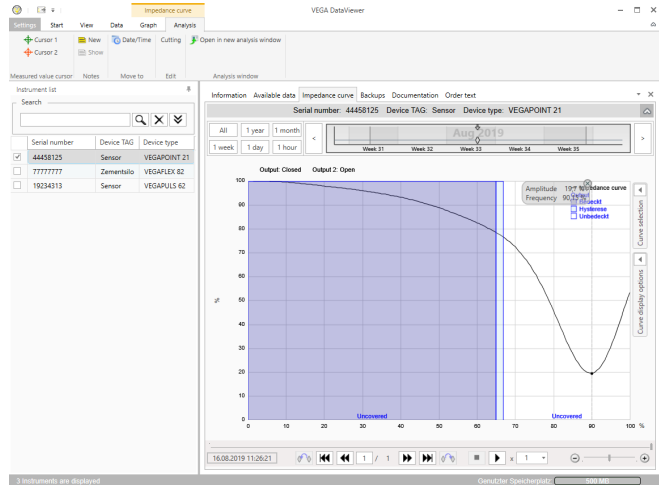 Impedance curve
VEGA DataViewer
Settings Start View Data Graph Analysis
Cursor 1 New Date/Time Cutting Open in new analysis window
Cursor 2 Show
Measured value cursor Notes Move to Edit Analysis window
Instrument list
Search
Serial number Device TAG Device type
44458125 Sensor VEGAPOINT 21
77777777 Zementsilo VEGAFLEX 82
19234313 Sensor VEGAPULS 62
Information Available data Impedance curve Backups Documentation Order text
Serial number: 44458125 Device TAG: Sensor Device type: VEGAPOINT 21
All 1 year 1 month
1 week 1 day 1 hour
< Aug 2019 >
Week 31 Week 32 Week 33 Week 34 Week 35
Output: Closed Output 2: Open
Amplitude
Frequency
Impedance curve
Hysterese
Unbedeckt
Curve selection
Curve display options
%
100
90
80
70
60
50
40
30
20
10
0
Uncovered Uncovered
0 10 20 30 40 50 60 70 80 90 100 %
16.08.2019 11:26:21 1 / 1 x 1
3 Instruments are displayed
Genutzter Speicherplatz: 500 MB